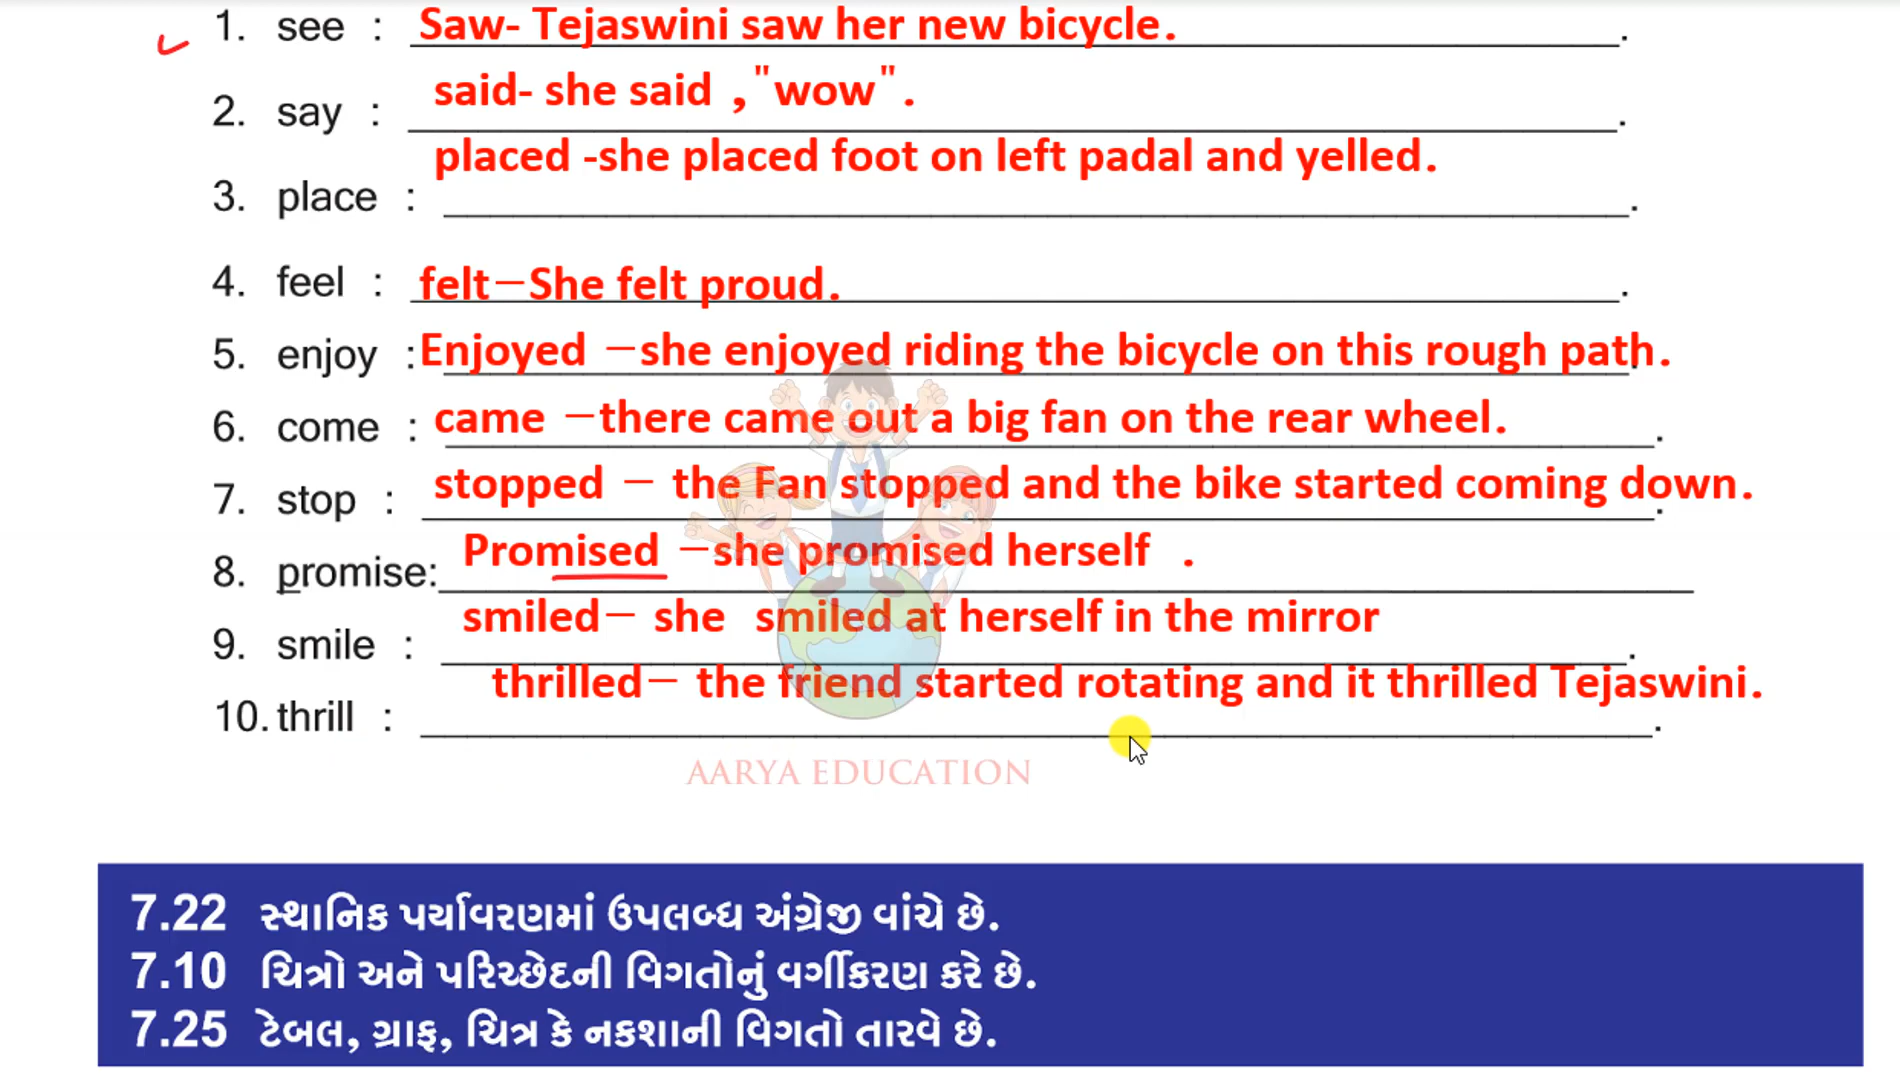 1. see : Saw- Tejaswini saw her new bicycle.
2. say : said- she said ,"wow".
3. place : placed -she placed foot on left padal and yelled.
4. feel : felt—She felt proud.
5. enjoy :Enjoyed —she enjoyed riding the bicycle on this rough path.
6. come : came —there came out a big fan on the rear wheel.
7. stop : stopped — the Fan stopped and the bike started coming down.
8. promise: Promised —she promised herself .
9. smile : smiled— she smiled at herself in the mirror
10. thrill : thrilled— the friend started rotating and it thrilled Tejaswini.
AARYA EDUCATION
7.22 સ્થાનિક પર્યાવરણમાં ઉપલબ્ધ અંગ્રેજી વાંચે છે.
7.10 ચિત્રો અને પરિચ્છેદની વિગતોનું વર્ગીકરણ કરે છે.
7.25 ટેબલ, ગ્રાફ, ચિત્ર કે નકશાની વિગતો તારવે છે.